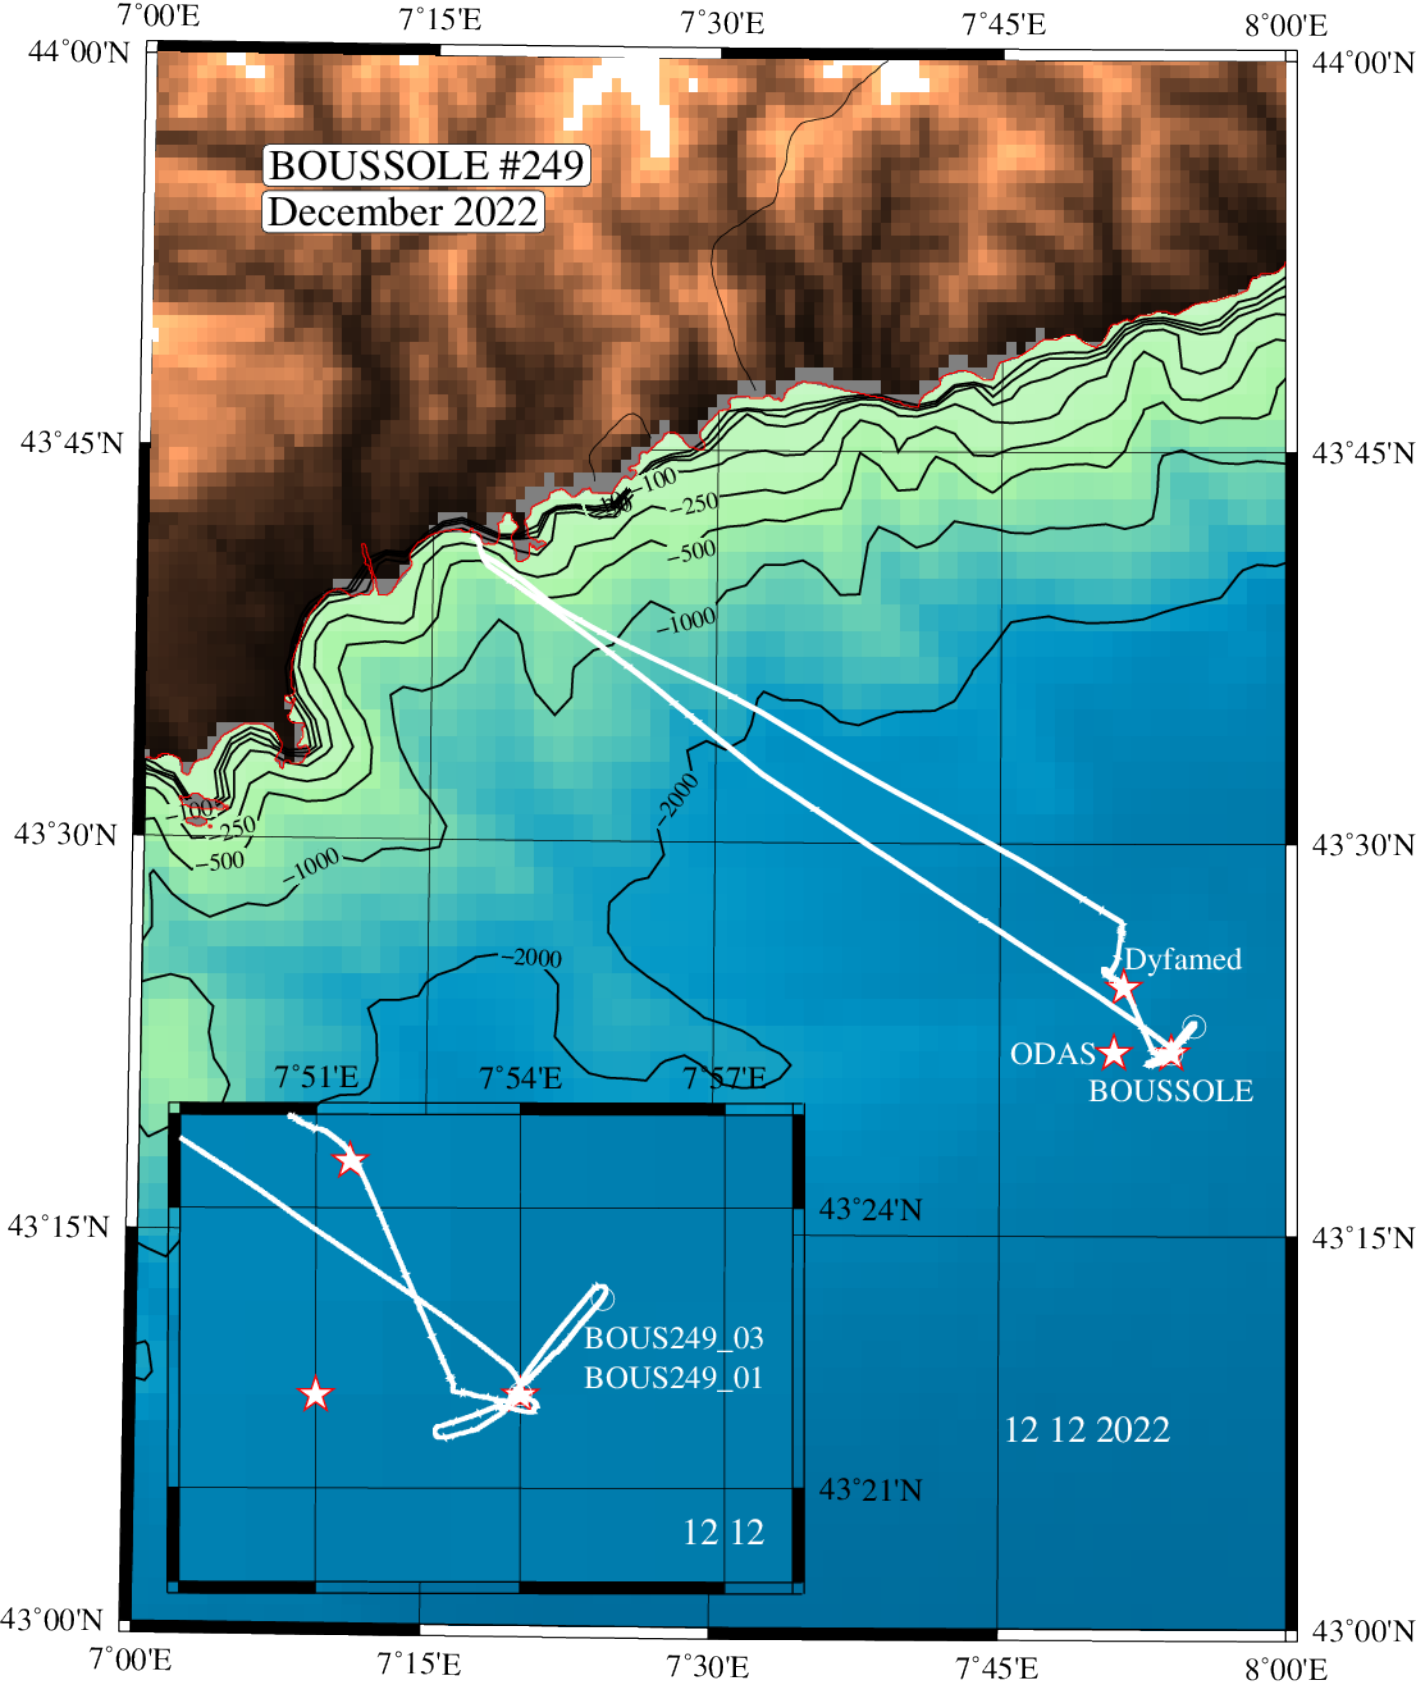 7°00'E 7°15'E 7°30'E 7°45'E 8°00'E
44°00'N 44°00'N
BOUSSOLE #249
December 2022
43°45'N 43°45'N
−100
−250
−500
−1000
−2000
43°30'N 43°30'N
−100
−250
−500
−1000
−2000
Dyfamed
ODAS
BOUSSOLE
7°51'E 7°54'E 7°57'E
43°24'N
43°15'N 43°15'N
BOUS249_03
BOUS249_01
12 12 2022
43°21'N
12 12
43°00'N 43°00'N
7°00'E 7°15'E 7°30'E 7°45'E 8°00'E